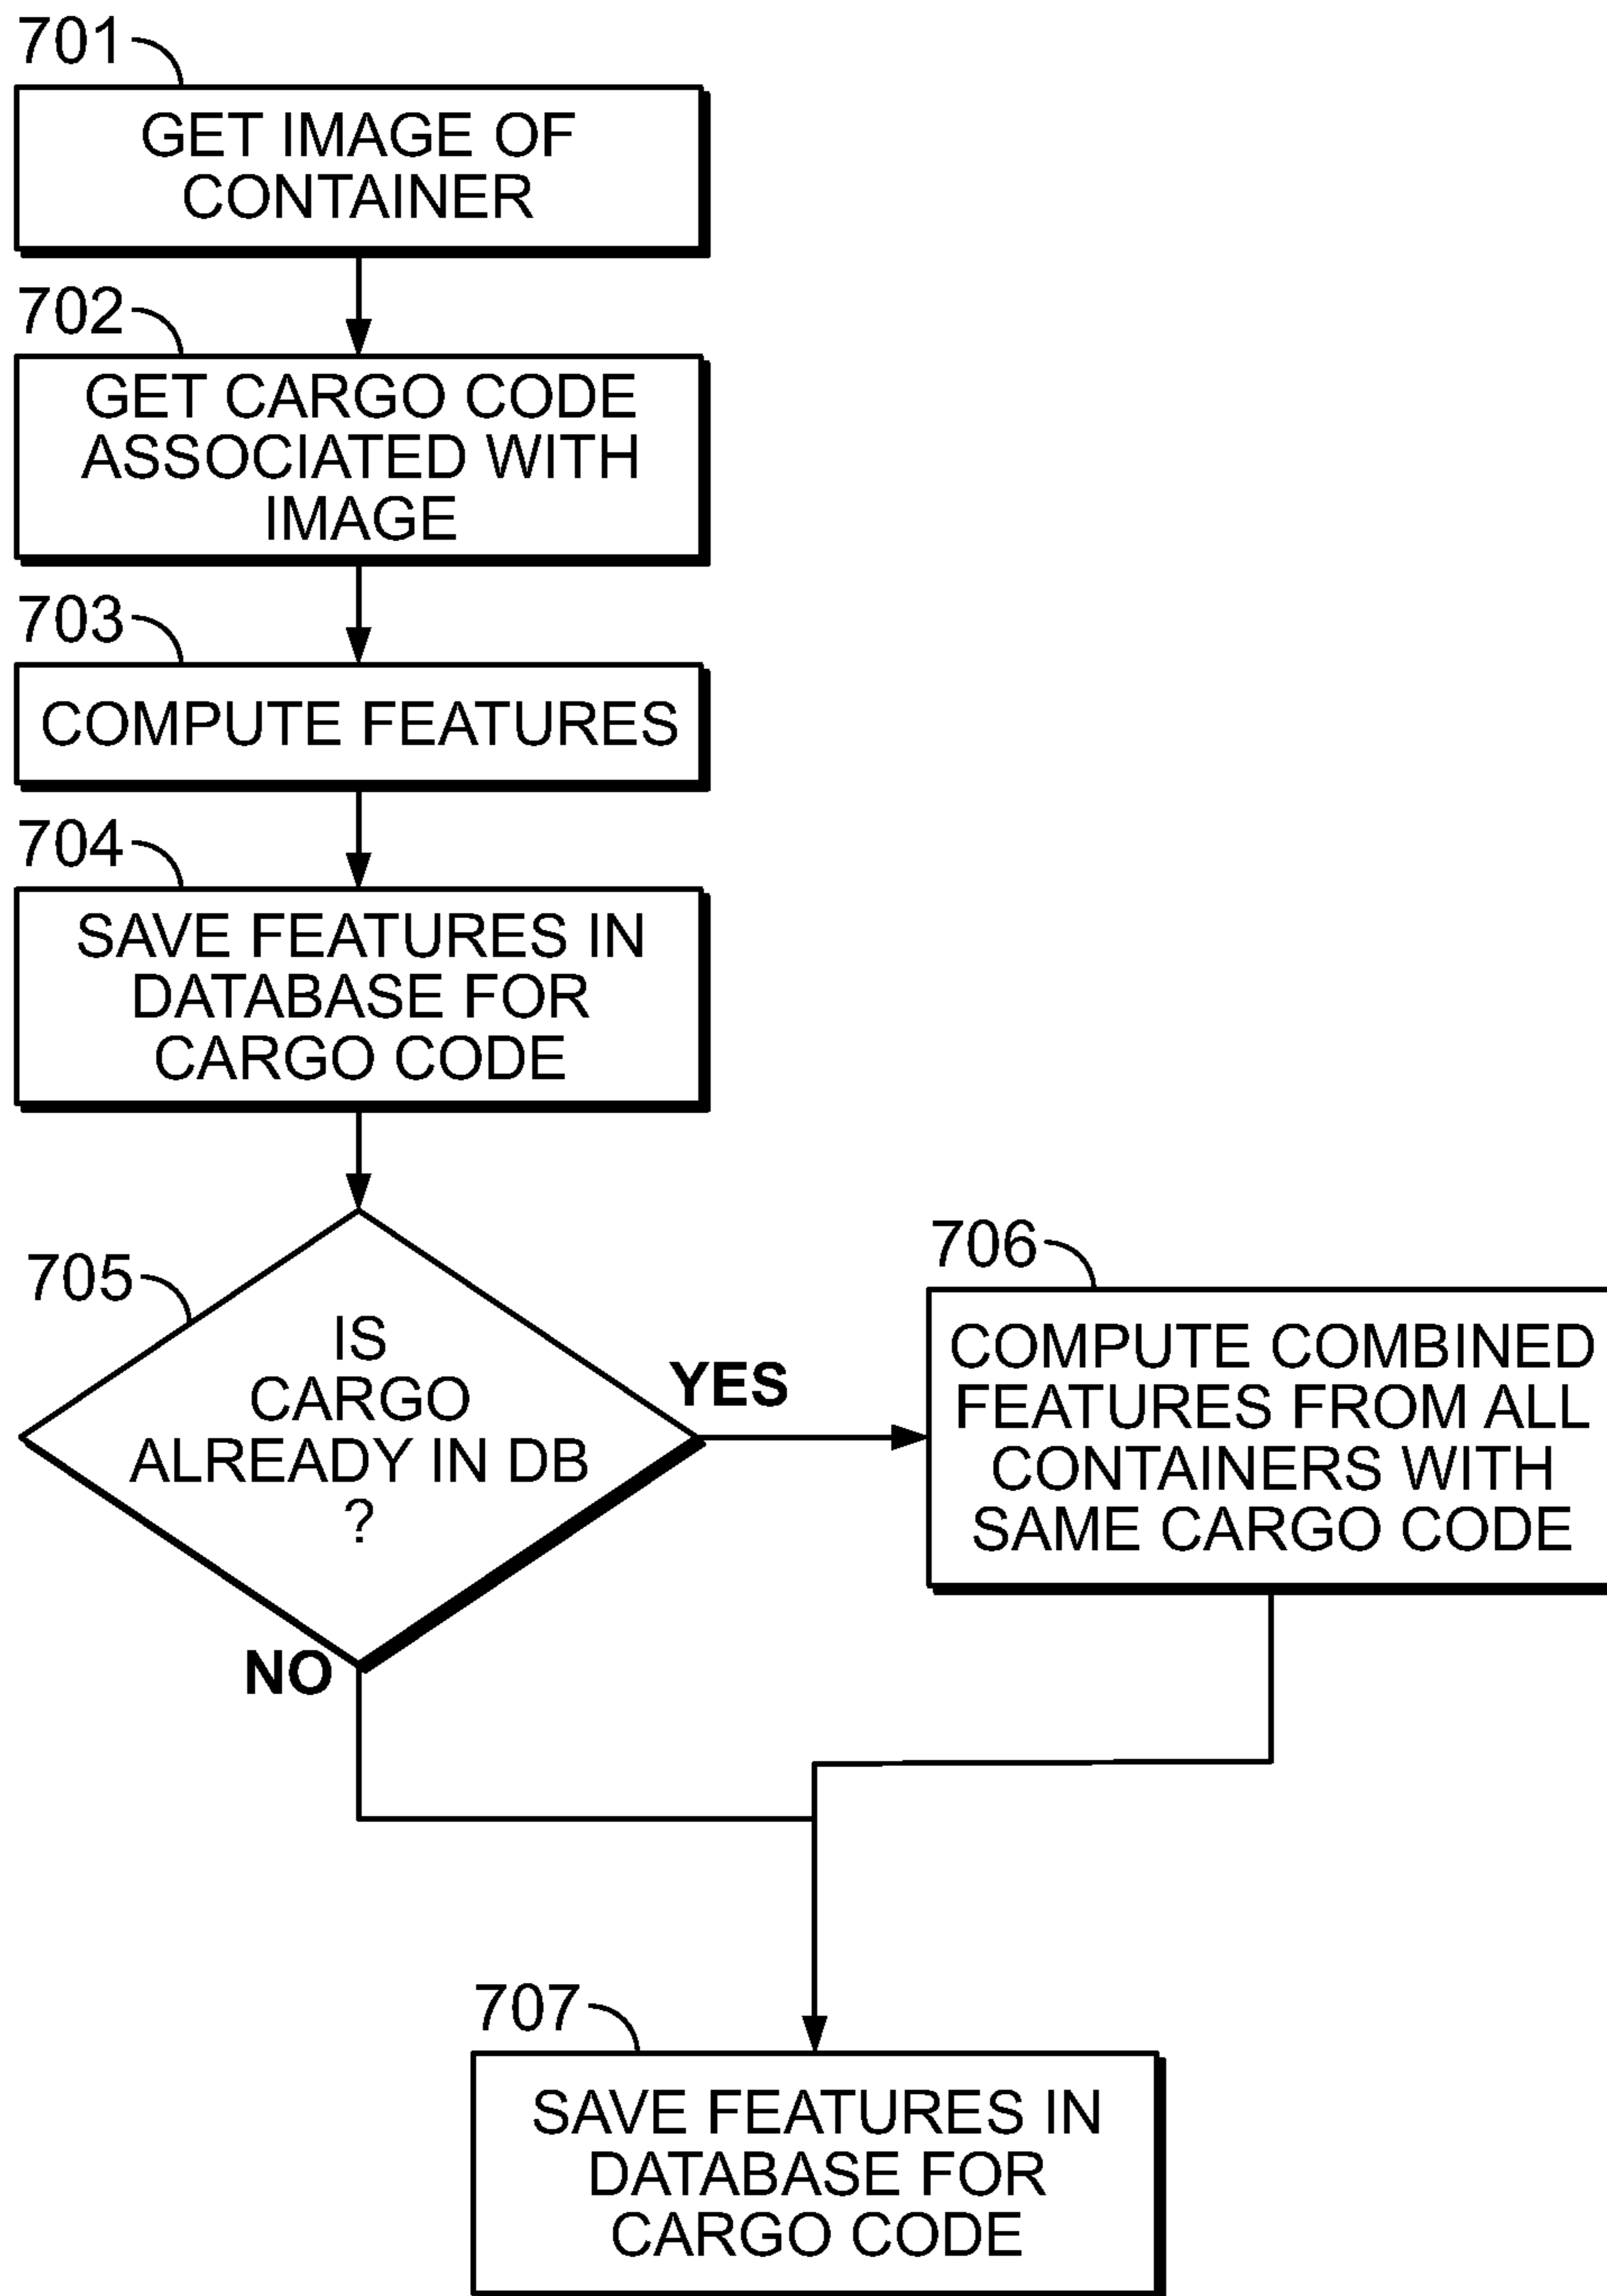 701
GET IMAGE OF
CONTAINER
702
GET CARGO CODE
ASSOCIATED WITH
IMAGE
703
COMPUTE FEATURES
704
SAVE FEATURES IN
DATABASE FOR
CARGO CODE
705
IS
CARGO
ALREADY IN DB
?
YES
NO
706
COMPUTE COMBINED
FEATURES FROM ALL
CONTAINERS WITH
SAME CARGO CODE
707
SAVE FEATURES IN
DATABASE FOR
CARGO CODE